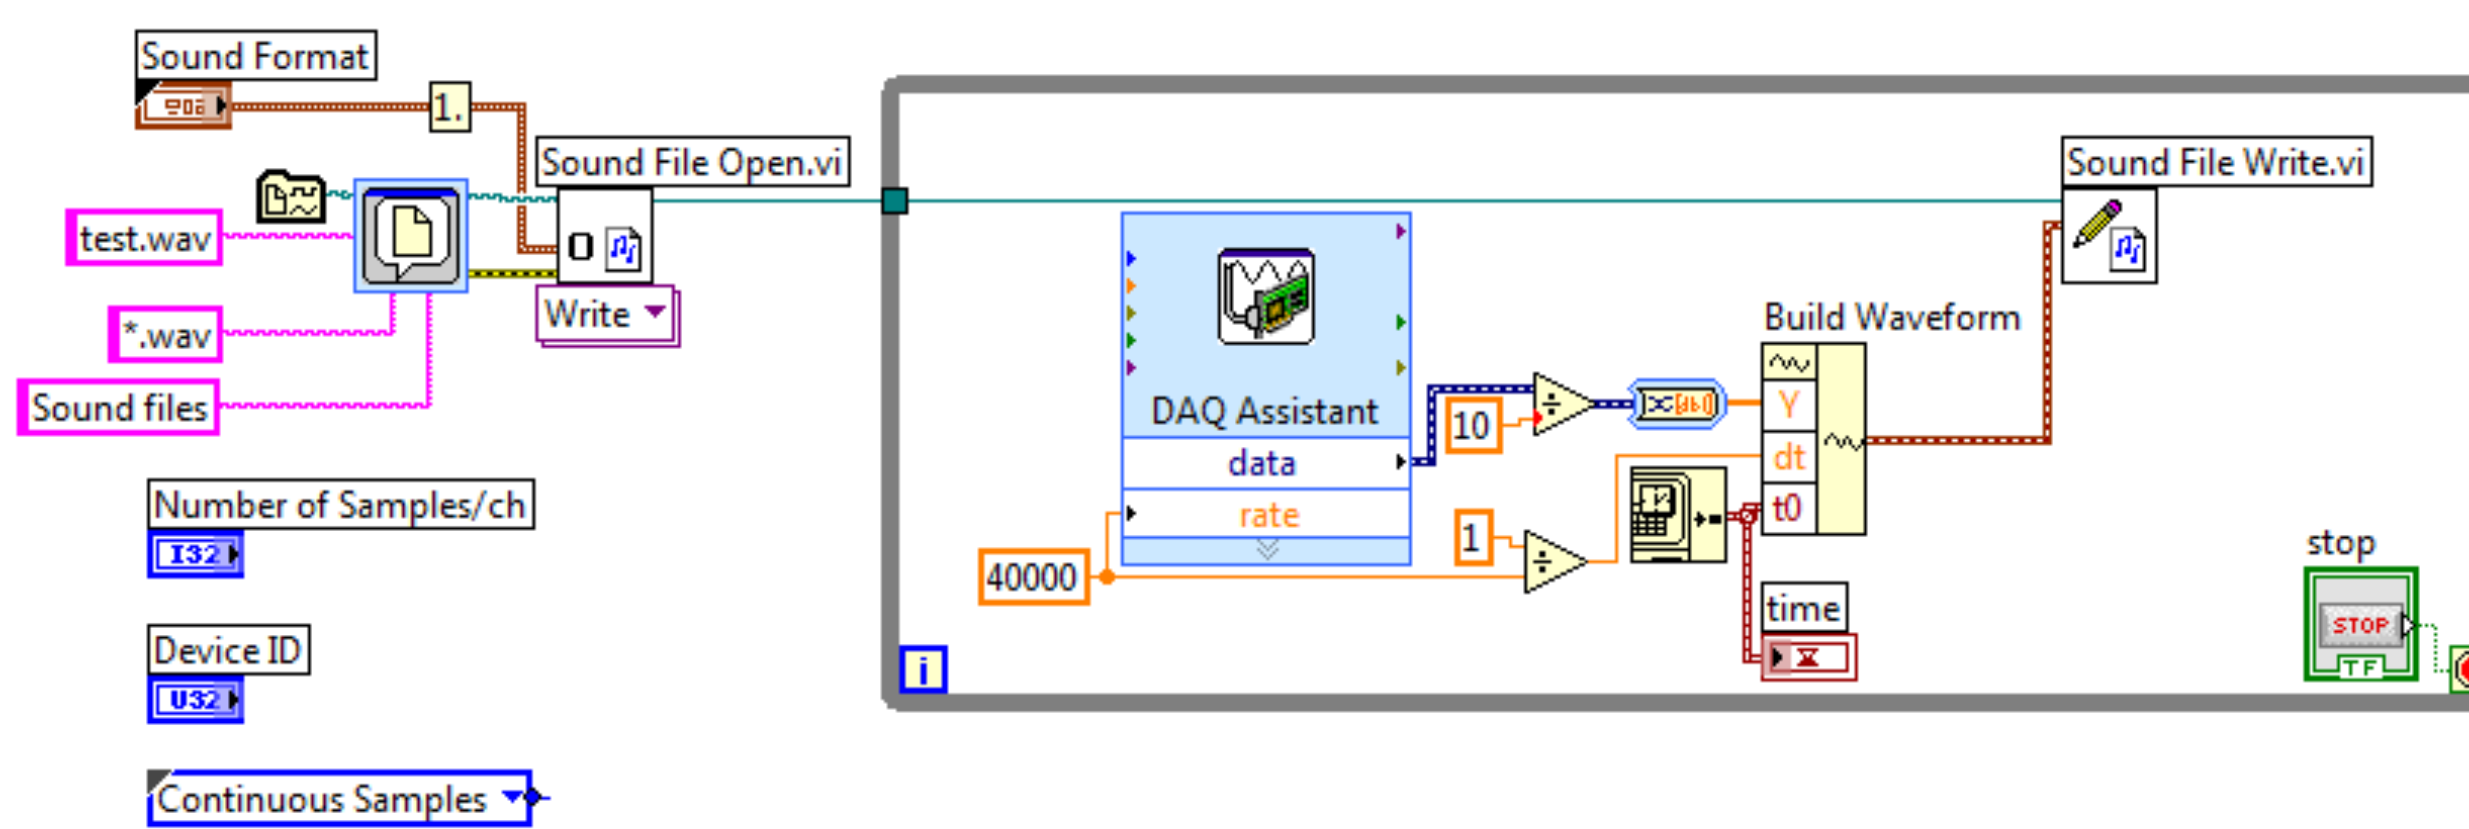 Sound Format
1.
Sound File Open.vi
test.wav
*.wav
Sound files
Write
Number of Samples/ch
I32
Device ID
U32
Continuous Samples
Sound File Write.vi
DAQ Assistant
data
rate
40000
10
1
Build Waveform
Y
dt
t0
time
i
stop
STOP
TF